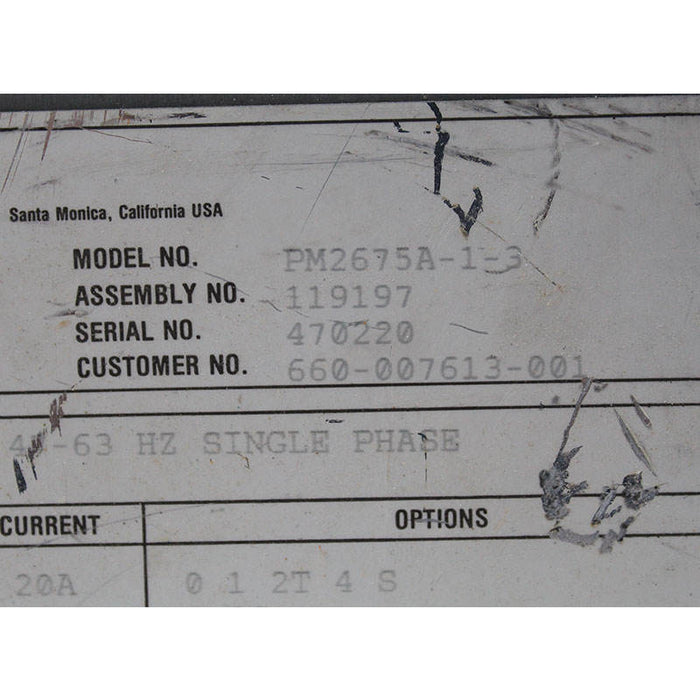 Santa Monica, California USA
MODEL NO. PM2675A-1-3
ASSEMBLY NO. 119197
SERIAL NO. 470220
CUSTOMER NO. 660-007613-001
HZ SINGLE PHASE
CURRENT OPTIONS
20A 0 1 2T 4 S